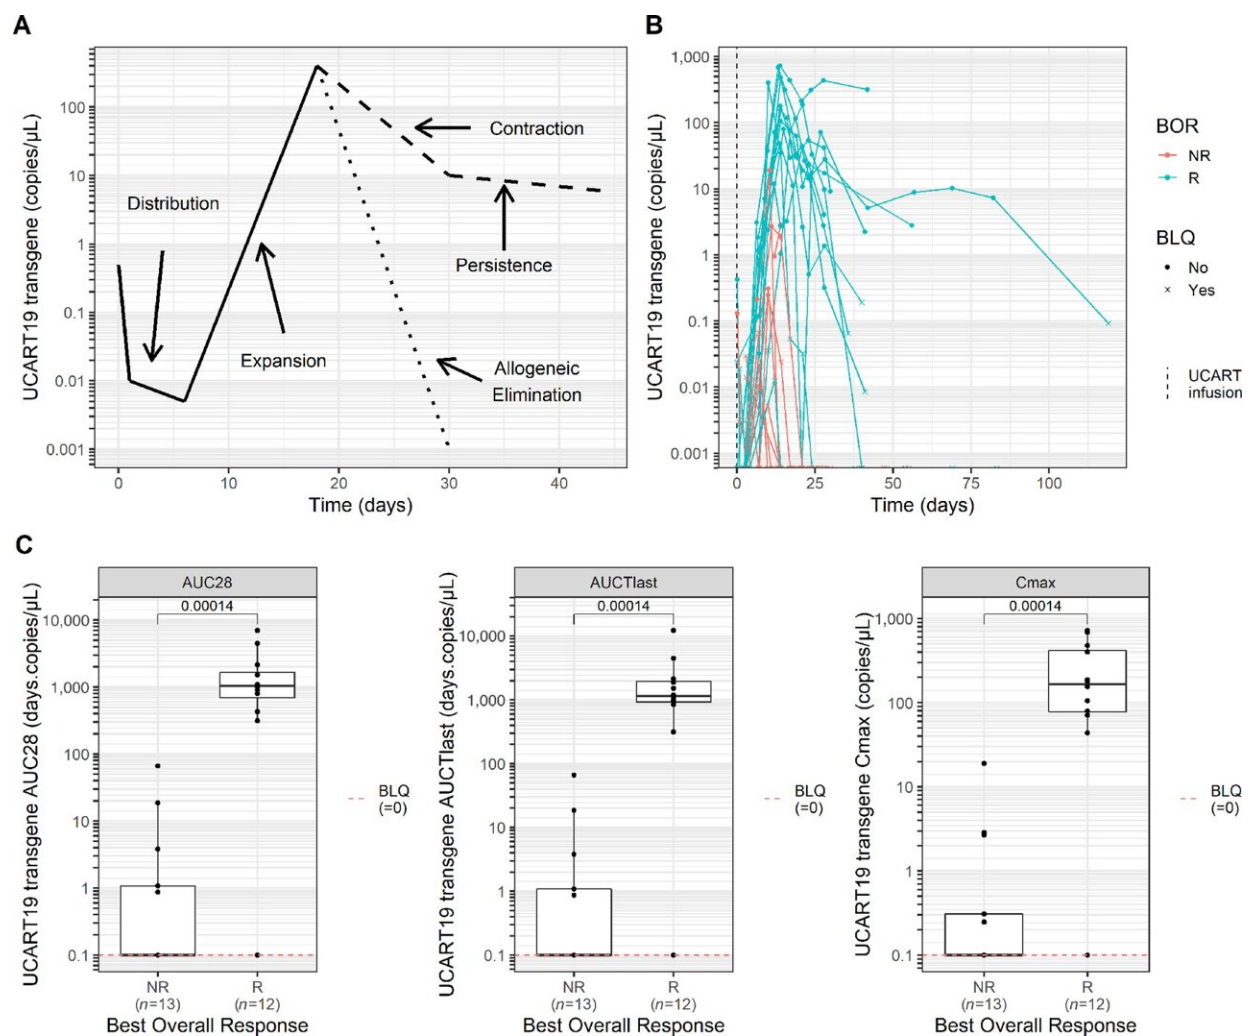 A
UCART19 transgene (copies/μL)
100
10
1
0.1
0.01
0.001
Distribution
Expansion
Contraction
Persistence
Allogeneic
Elimination
0 10 20 30 40
Time (days)
B
UCART19 transgene (copies/μL)
1,000
100
10
1
0.1
0.01
0.001
0 25 50 75 100
Time (days)
BOR
NR
R
BLQ
No
Yes
UCART
infusion
C
AUC28
0.00014
UCART19 transgene AUC28 (days.copies/μL)
10,000
1,000
100
10
1
0.1
NR R
(n=13) (n=12)
Best Overall Response
BLQ
(=0)
AUCTlast
0.00014
UCART19 transgene AUCTlast (days.copies/μL)
10,000
1,000
100
10
1
0.1
NR R
(n=13) (n=12)
Best Overall Response
BLQ
(=0)
Cmax
0.00014
UCART19 transgene Cmax (copies/μL)
1,000
100
10
1
0.1
NR R
(n=13) (n=12)
Best Overall Response
BLQ
(=0)